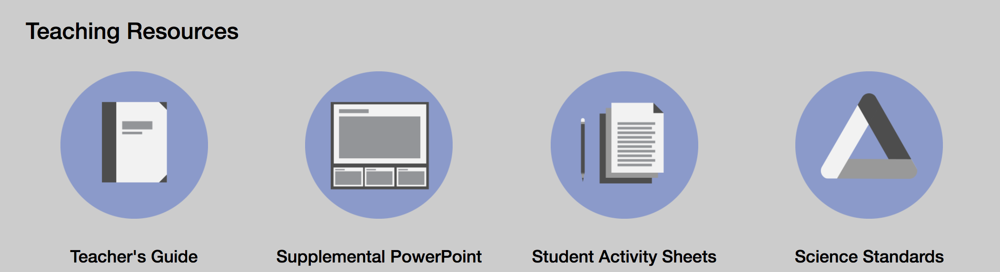 Teaching Resources
Teacher's Guide
Supplemental PowerPoint
Student Activity Sheets
Science Standards